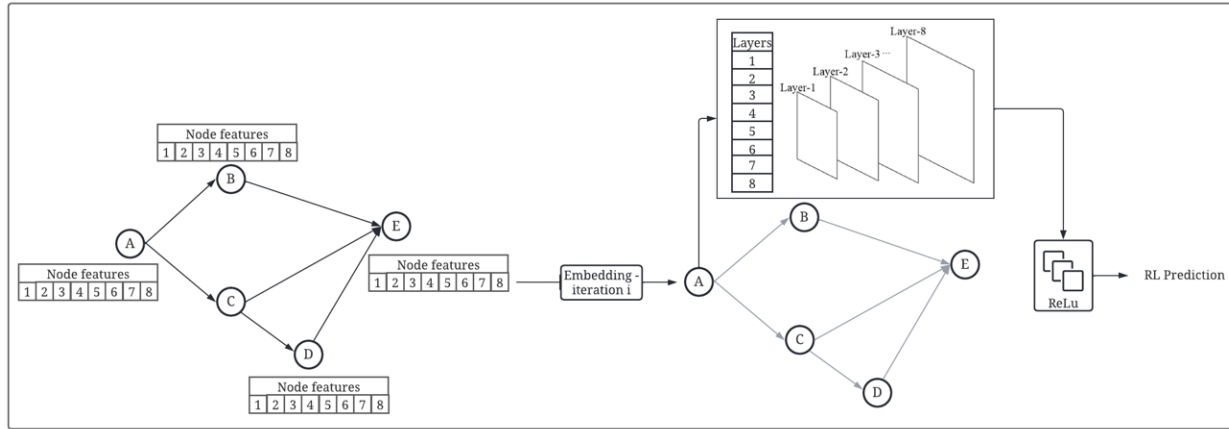 Node features
1 2 3 4 5 6 7 8
B
A
E
Node features
1 2 3 4 5 6 7 8
Node features
1 2 3 4 5 6 7 8
C
D
Node features
1 2 3 4 5 6 7 8
Embedding -
iteration i
Layers
1
2
3
4
5
6
7
8
Layer-1
Layer-2
Layer-3 ...
Layer-8
B
A
E
C
D
ReLu
RL Prediction